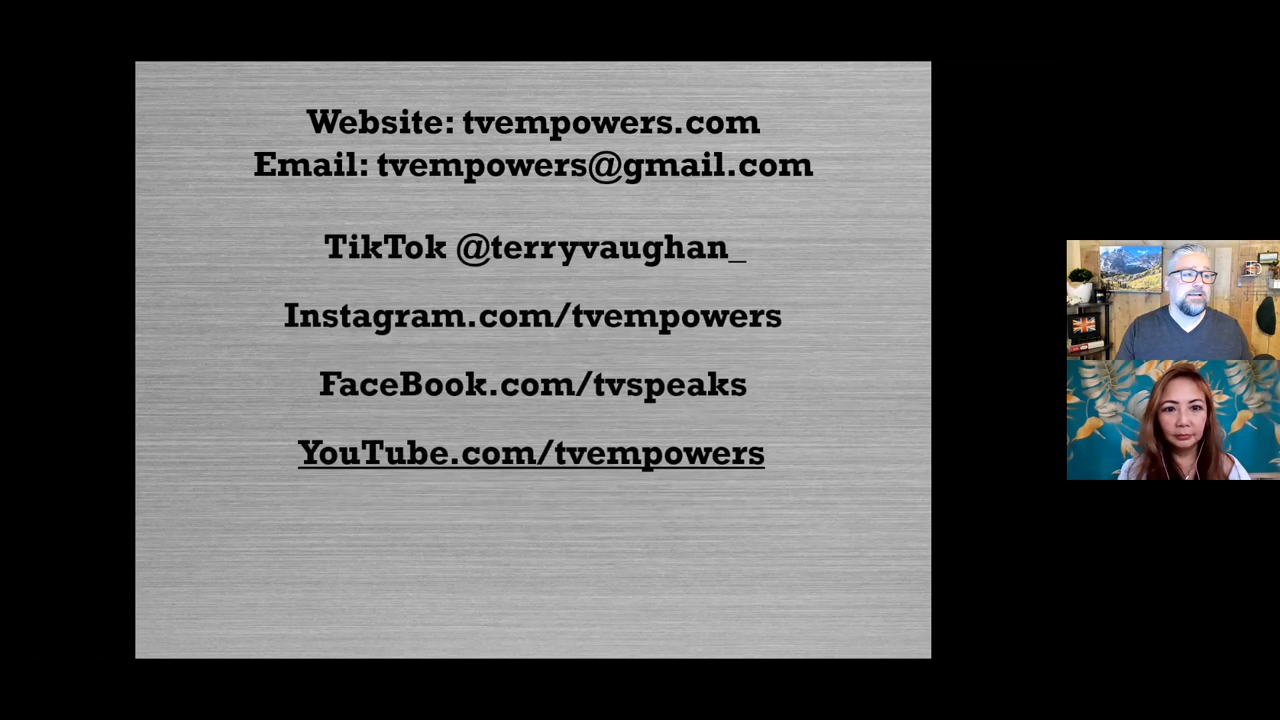 Website: tvempowers.com
Email: tvempowers@gmail.com
TikTok @terryvaughan_
Instagram.com/tvempowers
FaceBook.com/tvspeaks
YouTube.com/tvempowers